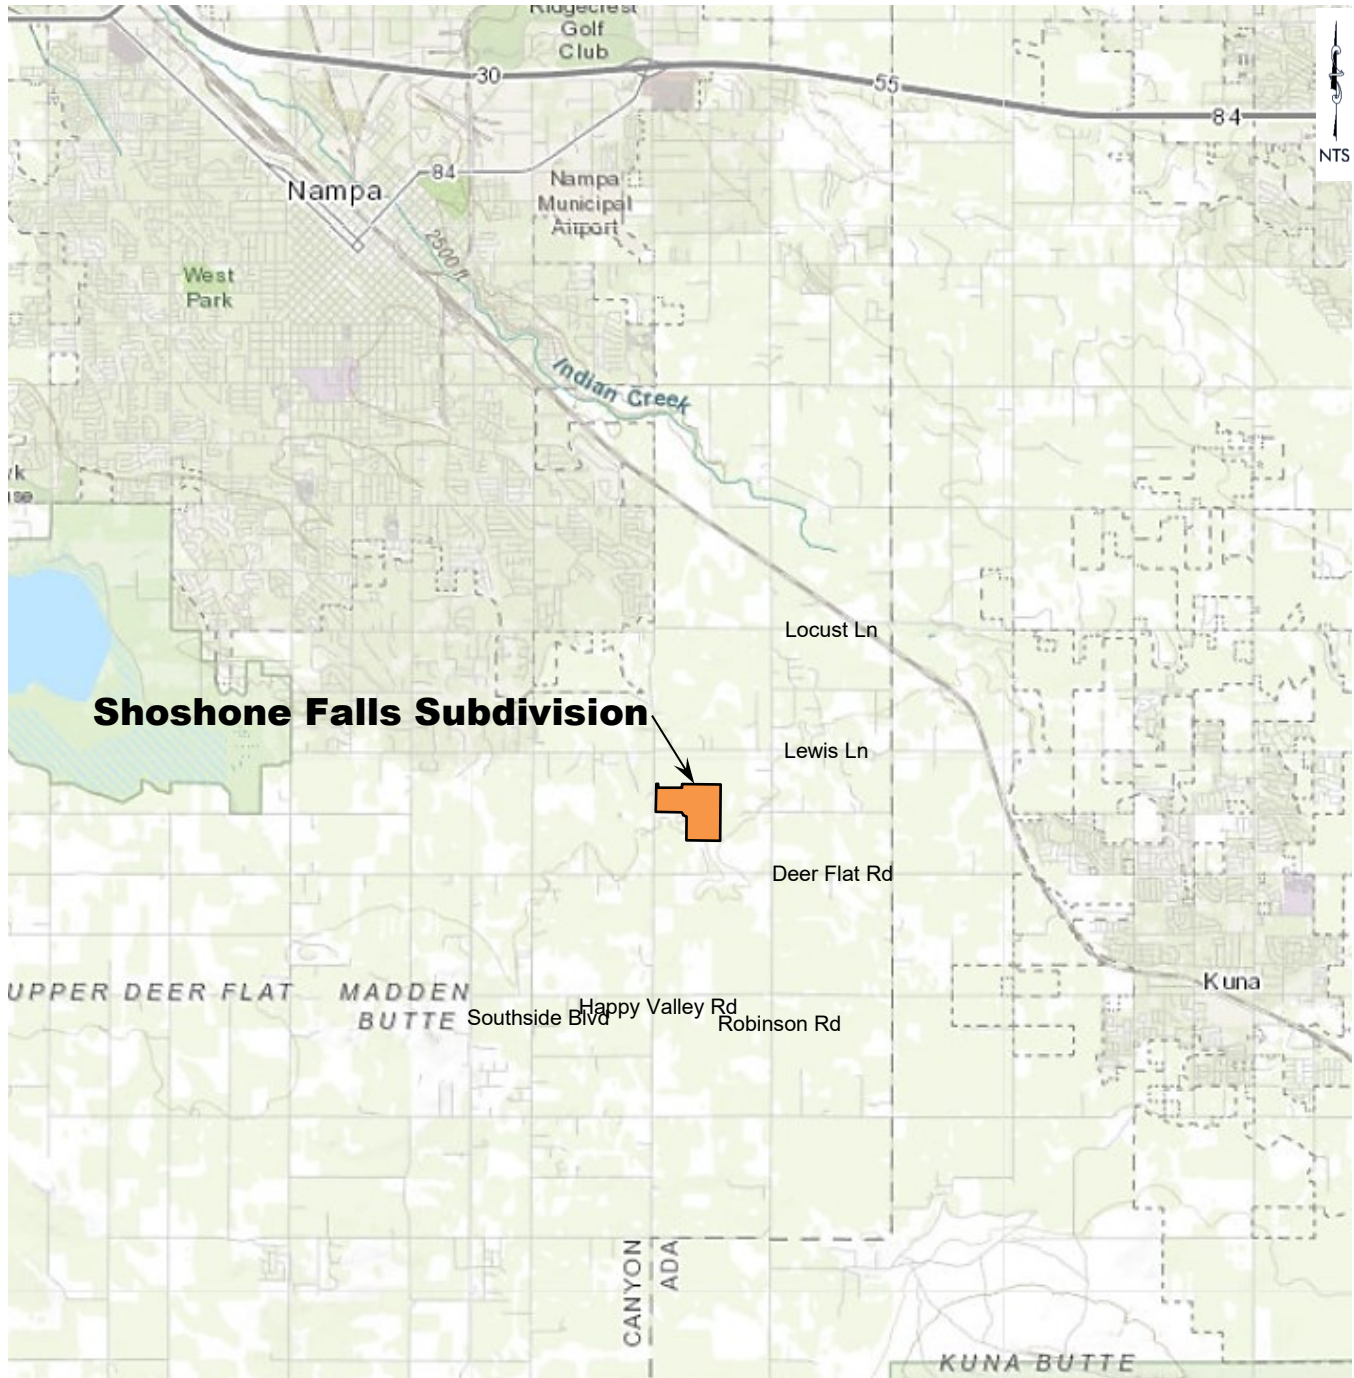 Ridgecrest
Golf
Club
30
55
84
NTS
84
Nampa
Nampa
Municipal
Airport
2500 ft
West
Park
Indian Creek
Locust Ln
Shoshone Falls Subdivision
Lewis Ln
Deer Flat Rd
UPPER DEER FLAT
MADDEN
BUTTE
Southside Blvd
Happy Valley Rd
Robinson Rd
Kuna
CANYON
ADA
KUNA BUTTE